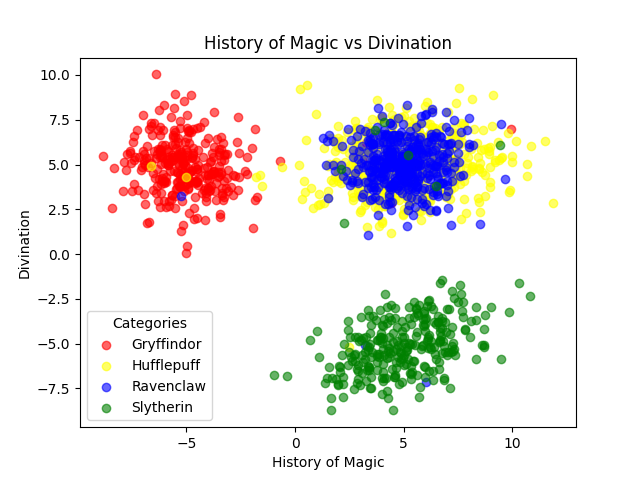 History of Magic vs Divination
10.0
7.5
5.0
2.5
0.0
−2.5
−5.0
−7.5
Divination
Categories
Gryffindor
Hufflepuff
Ravenclaw
Slytherin
−5
0
5
10
History of Magic